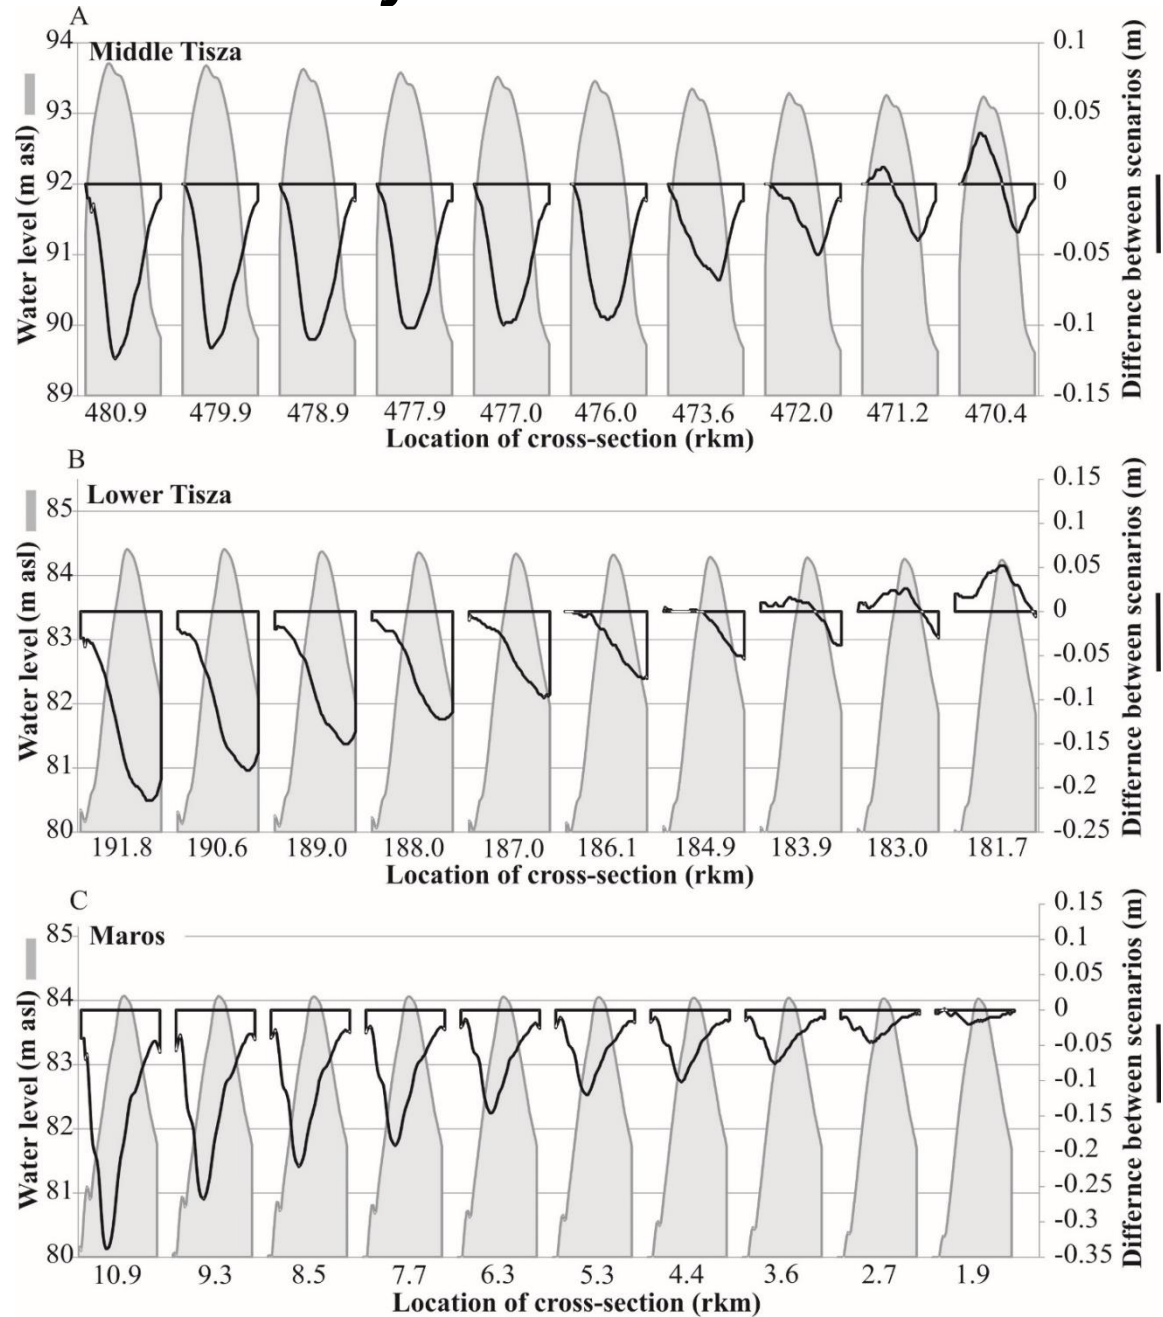 A
Middle Tisza
94
93
92
91
90
89
Water level (m asl)
0.1
0.05
0
-0.05
-0.1
-0.15
Differnce between scenarios (m)
480.9 479.9 478.9 477.9 477.0 476.0 473.6 472.0 471.2 470.4
Location of cross-section (rkm)
B
Lower Tisza
85
84
83
82
81
80
Water level (m asl)
0.15
0.1
0.05
0
-0.05
-0.1
-0.15
-0.2
-0.25
Differnce between scenarios (m)
191.8 190.6 189.0 188.0 187.0 186.1 184.9 183.9 183.0 181.7
Location of cross-section (rkm)
C
Maros
85
84
83
82
81
80
Water level (m asl)
0.15
0.1
0.05
0
-0.05
-0.1
-0.15
-0.2
-0.25
-0.3
-0.35
Differnce between scenarios (m)
10.9 9.3 8.5 7.7 6.3 5.3 4.4 3.6 2.7 1.9
Location of cross-section (rkm)